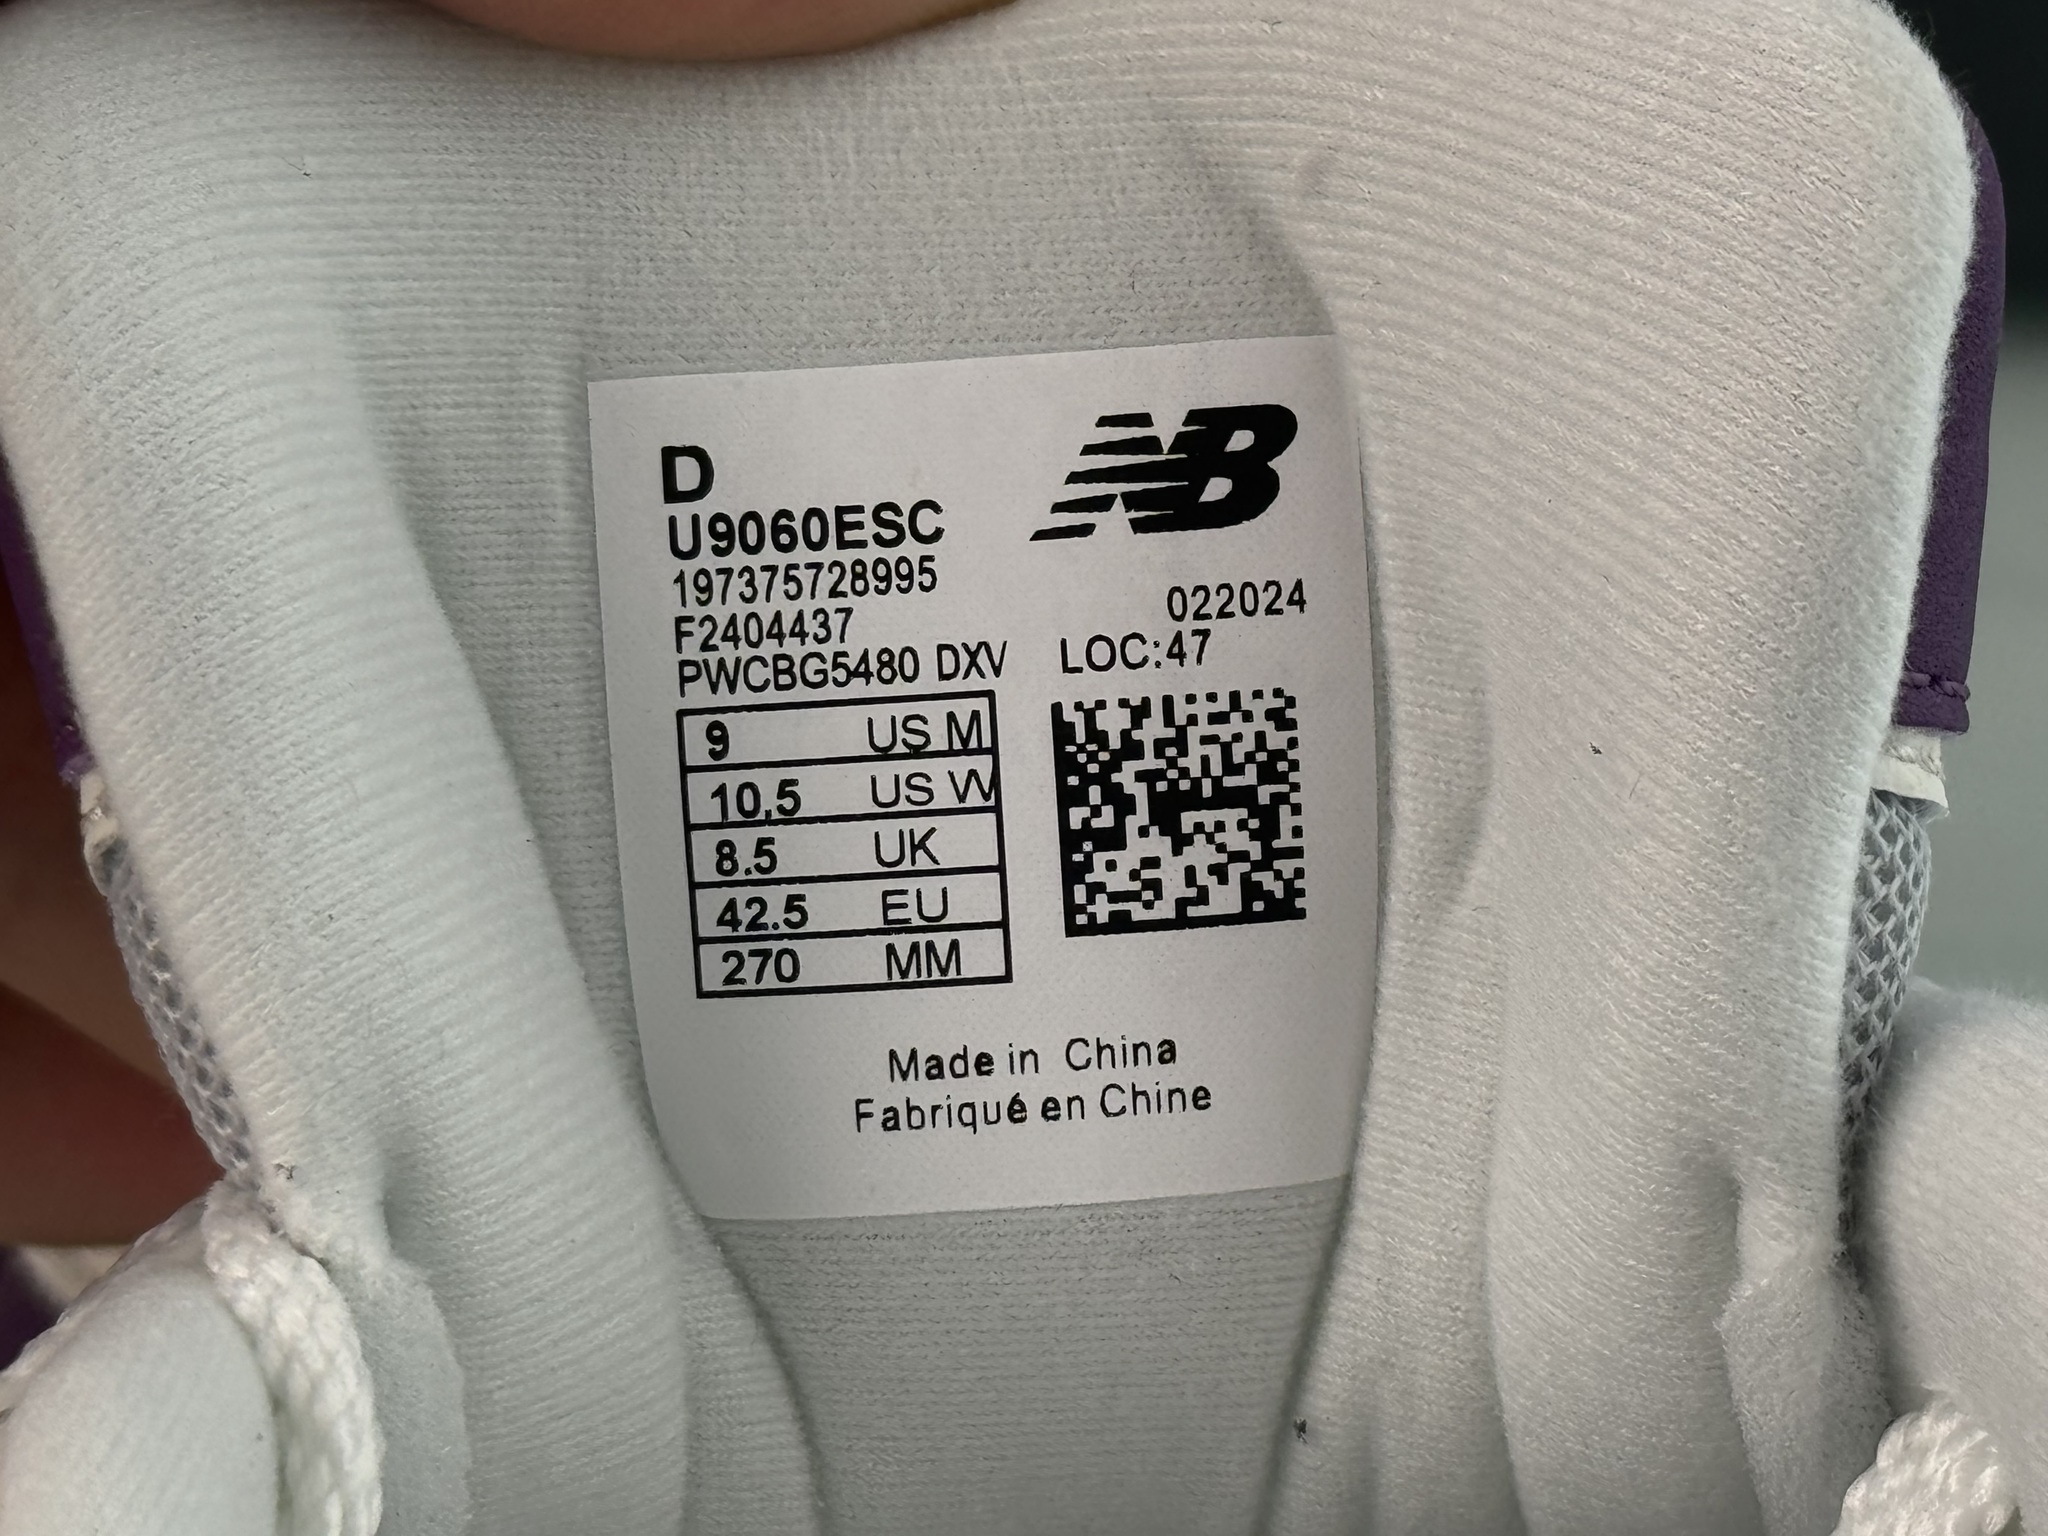 D
NB
U9060ESC
197375728995
022024
F2404437
PWCBG5480 DXV LOC:47
9 US M
10.5 US W
8.5 UK
42.5 EU
270 MM
Made in China
Fabriqué en Chine